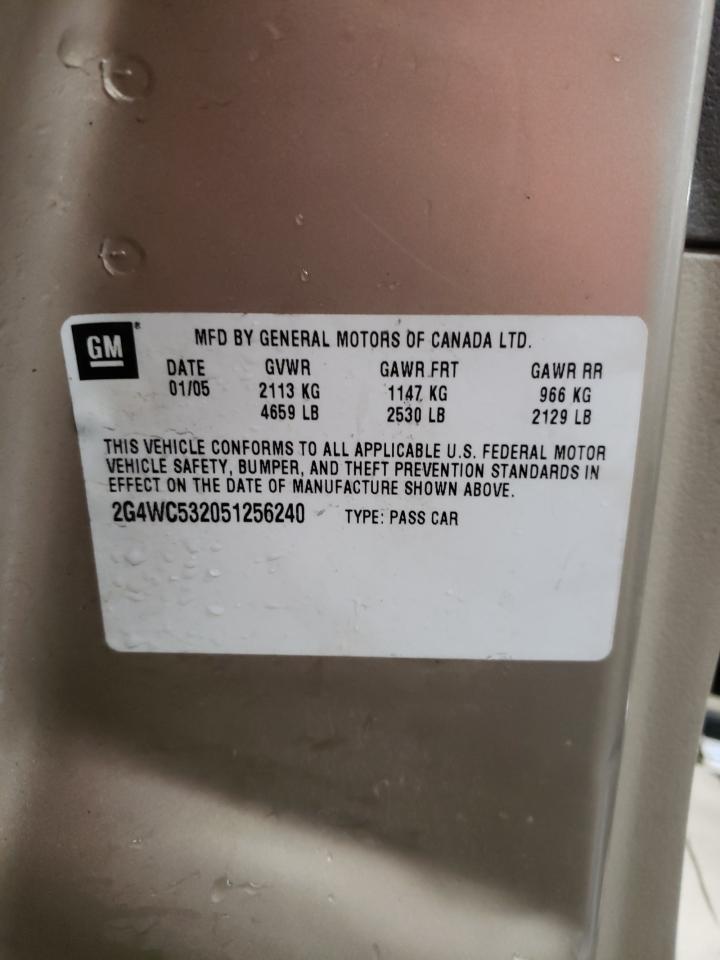 GM®
MFD BY GENERAL MOTORS OF CANADA LTD.
DATE GVWR GAWR FRT GAWR RR
01/05 2113 KG 1147 KG 966 KG
4659 LB 2530 LB 2129 LB
THIS VEHICLE CONFORMS TO ALL APPLICABLE U.S. FEDERAL MOTOR
VEHICLE SAFETY, BUMPER, AND THEFT PREVENTION STANDARDS IN
EFFECT ON THE DATE OF MANUFACTURE SHOWN ABOVE.
2G4WC532051256240 TYPE: PASS CAR